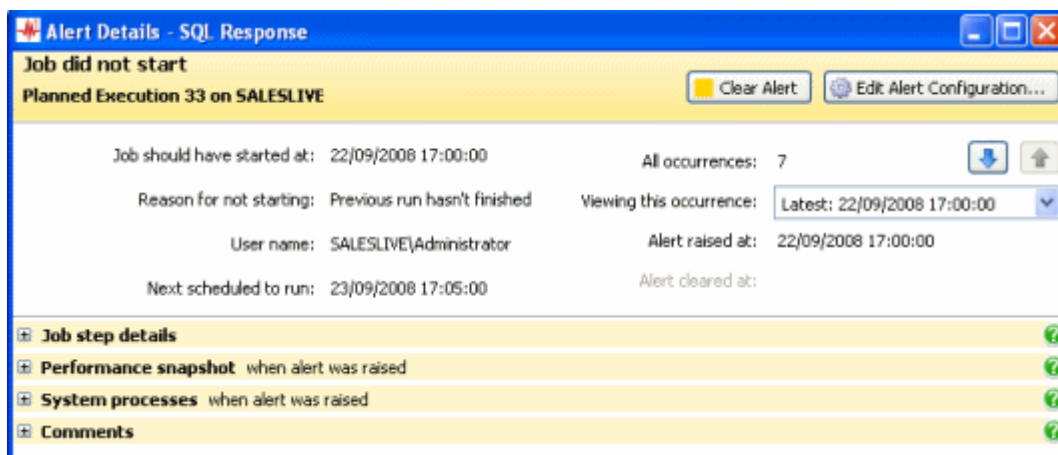 Alert Details - SQL Response
Job did not start
Planned Execution 33 on SALESLIVE
Clear Alert
Edit Alert Configuration...
Job should have started at: 22/09/2008 17:00:00
All occurrences: 7
Reason for not starting: Previous run hasn't finished
Viewing this occurrence: Latest: 22/09/2008 17:00:00
User name: SALESLIVE\Administrator
Alert raised at: 22/09/2008 17:00:00
Next scheduled to run: 23/09/2008 17:05:00
Alert cleared at:
Job step details
Performance snapshot when alert was raised
System processes when alert was raised
Comments